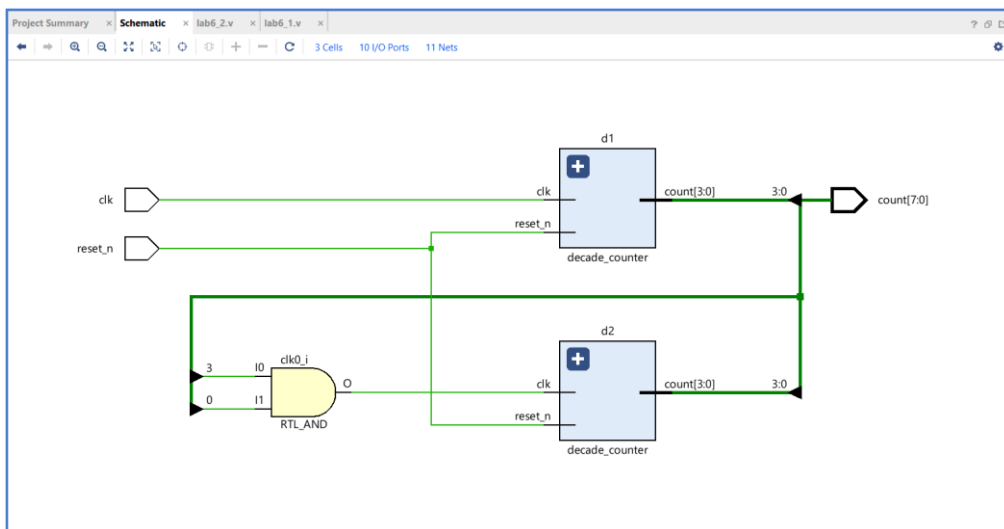 Project Summary × Schematic × lab6_2.v × lab6_1.v ×
3 Cells 10 I/O Ports 11 Nets
d1
clk
clk
count[3:0]
3:0
count[7:0]
reset_n
reset_n
decade_counter
d2
clk0_i
3
I0
O
clk
count[3:0]
3:0
0
I1
reset_n
RTL_AND
decade_counter